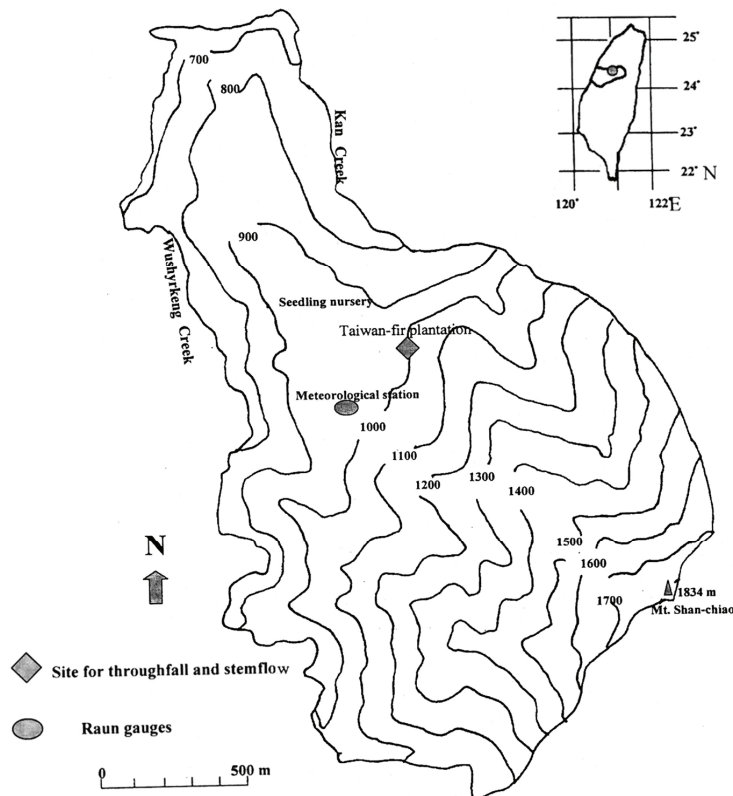 700
800
Kan Creek
25°
24°
23°
22° N
120° 122°E
900
Wushyrkeng Creek
Seedling nursery
Taiwan-fir plantation
Meteorological station
1000
1100
1200
1300
1400
1500
1600
1700
1834 m
Mt. Shan-chiao
N
Site for throughfall and stemflow
Raun gauges
0 500 m